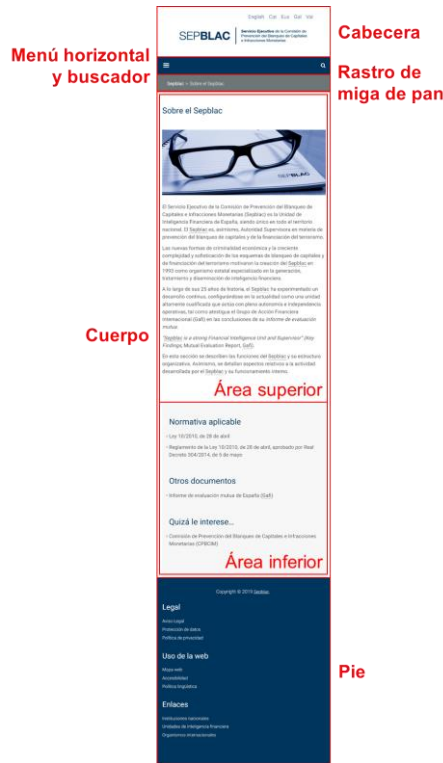 English Cat Eus Gal Val
SEPBLAC
Servicio Ejecutivo de la Comisión de
Prevención del Blanqueo de Capitales
e Infracciones Monetarias
Cabecera
Menú horizontal
y buscador
Rastro de
miga de pan
Sepblac > Sobre el Sepblac
Sobre el Sepblac
SEPBLAC
El Servicio Ejecutivo de la Comisión de Prevención del Blanqueo de
Capitales e Infracciones Monetarias (Sepblac) es la Unidad de
Inteligencia Financiera de España, siendo único en todo el territorio
nacional. El Sepblac es, asimismo, Autoridad Supervisora en materia de
prevención del blanqueo de capitales y de la financiación del terrorismo.
Las nuevas formas de criminalidad económica y la creciente
complejidad y sofisticación de los esquemas de blanqueo de capitales y
de financiación del terrorismo motivaron la creación del Sepblac en
1993 como organismo estatal especializado en la generación,
tratamiento y diseminación de inteligencia financiera.
A lo largo de sus 25 años de historia, el Sepblac ha experimentado un
desarrollo continuo, configurándose en la actualidad como una unidad
altamente cualificada que actúa con plena autonomía e independencia
operativas, tal como atestigua el Grupo de Acción Financiera
Internacional (Gafi) en las conclusiones de su informe de evaluación
mutua:
"Sepblac is a strong Financial Intelligence Unit and Supervisor" (Key
Findings, Mutual Evaluation Report, Gafi).
En esta sección se describen las funciones del Sepblac y su estructura
organizativa. Asimismo, se detallan aspectos relativos a la actividad
desarrollada por el Sepblac y su funcionamiento interno.
Cuerpo
Área superior
Normativa aplicable
- Ley 10/2010, de 28 de abril
- Reglamento de la Ley 10/2010, de 28 de abril, aprobado por Real
Decreto 304/2014, de 5 de mayo
Otros documentos
- Informe de evaluación mutua de España (Gafi)
Quizá le interese...
- Comisión de Prevención del Blanqueo de Capitales e Infracciones
Monetarias (CPBCIM)
Área inferior
Copyright © 2019 Sepblac
Legal
Aviso Legal
Protección de datos
Política de privacidad
Uso de la web
Mapa web
Accesibilidad
Política lingüística
Pie
Enlaces
Instituciones nacionales
Unidades de inteligencia financiera
Organismos internacionales